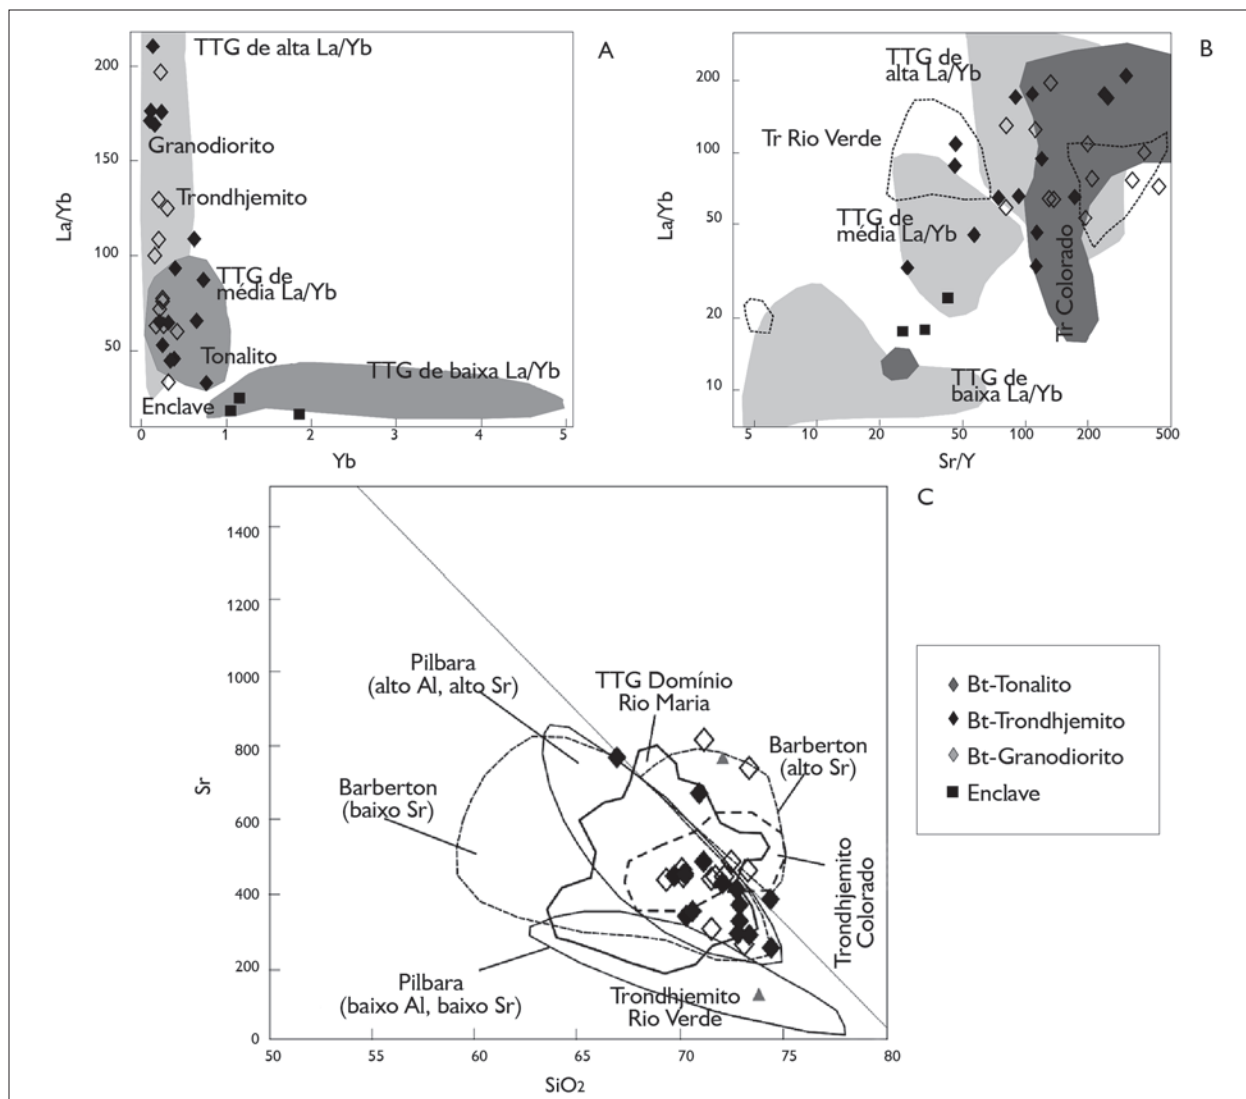 A
TTG de alta La/Yb
200
Granodiorito
150
Trondhjemito
La/Yb
100
TTG de
média La/Yb
50
Tonalito
TTG de baixa La/Yb
Enclave
0
0
1
2
3
4
5
Yb
B
TTG de
alta La/Yb
200
Tr Rio Verde
100
La/Yb
50
TTG de
média La/Yb
Tr Colorado
20
10
TTG de
baixa La/Yb
5
10
20
50
100
200
500
Sr/Y
C
1400
1200
1000
800
600
400
200
0
Sr
Pilbara
(alto Al, alto Sr)
TTG Domínio
Rio Maria
Barberton
(alto Sr)
Barberton
(baixo Sr)
Trondhjemito
Colorado
Pilbara
(baixo Al, baixo Sr)
Trondhjemito
Rio Verde
50
55
60
65
70
75
80
SiO2
Bt-Tonalito
Bt-Trondhjemito
Bt-Granodiorito
Enclave